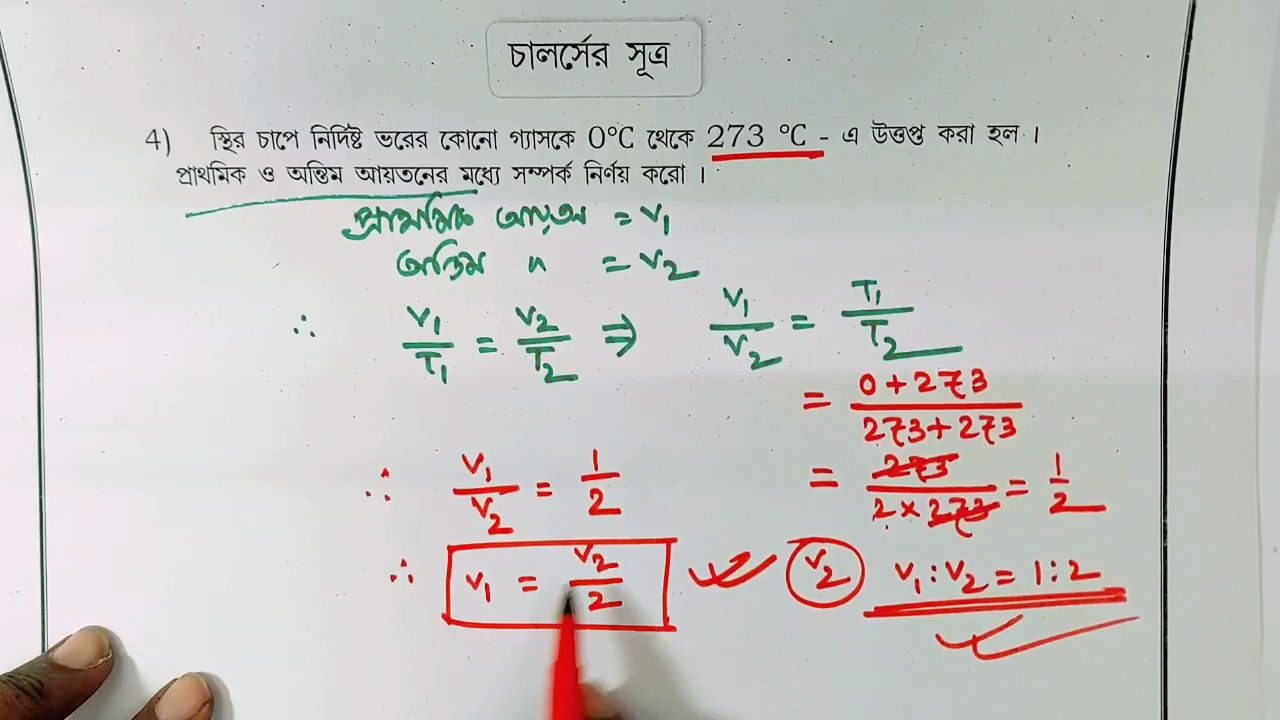 চালর্সের সূত্র
4) স্থির চাপে নির্দিষ্ট ভরের কোনো গ্যাসকে 0°C থেকে 273 °C - এ উত্তপ্ত করা হল ।
প্রাথমিক ও অন্তিম আয়তনের মধ্যে সম্পর্ক নির্ণয় করো ।
প্রাথমিক আয়তন = V₁
অন্তিম " = V₂
∴ V₁/T₁ = V₂/T₂ ⇒ V₁/V₂ = T₁/T₂
= (0+273)/(273+273)
= 273/(2×273) = 1/2
∴ V₁/V₂ = 1/2
∴ V₁ = V₂/2
V₂
V₁:V₂ = 1:2